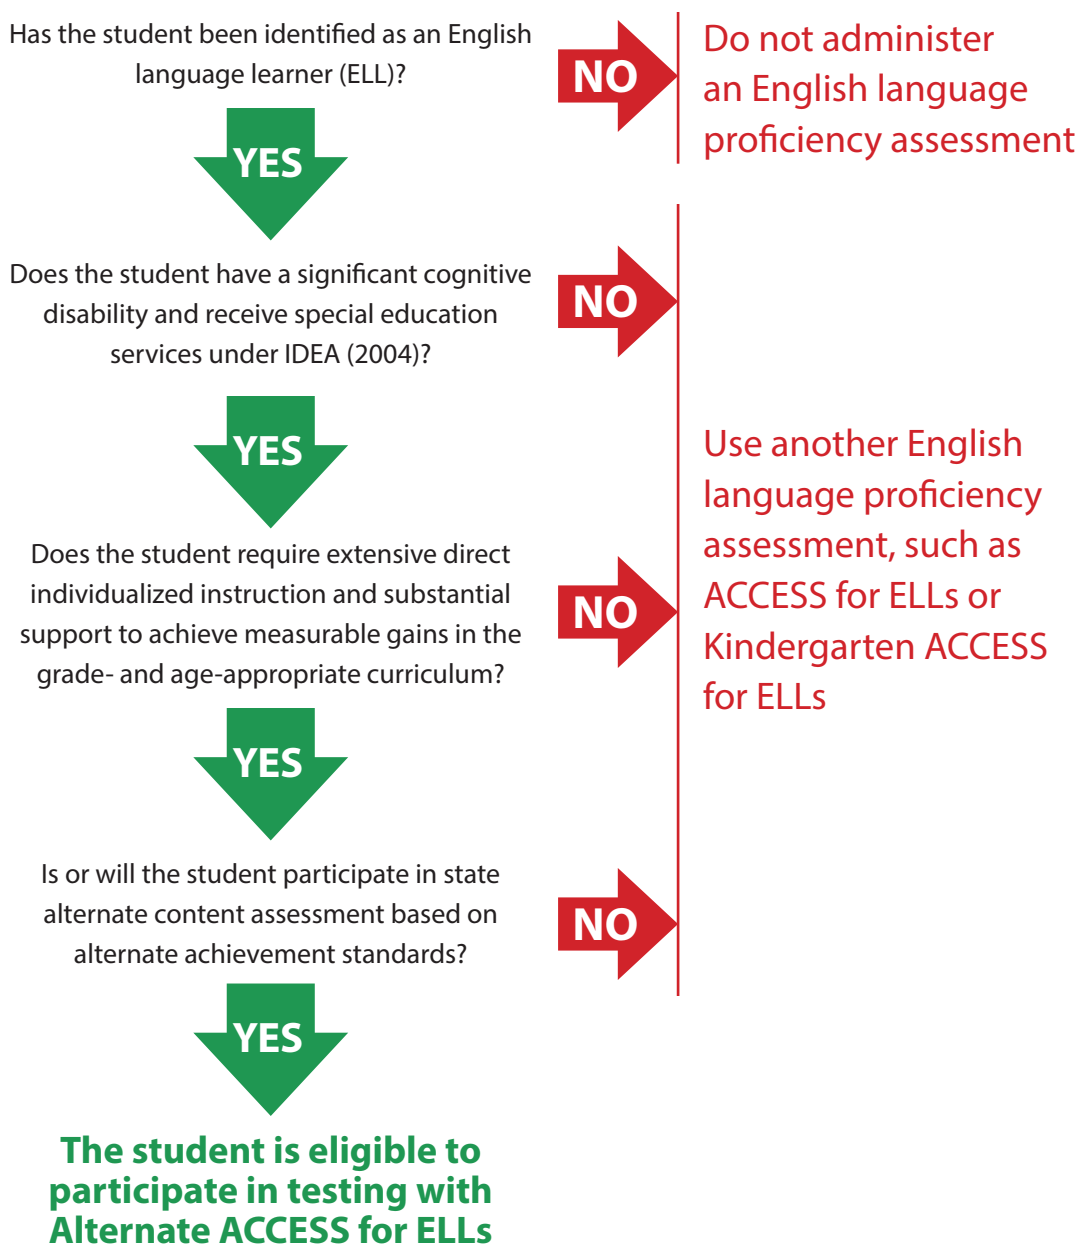 Has the student been identified as an English
language learner (ELL)?
NO
Do not administer
an English language
proficiency assessment
YES
Does the student have a significant cognitive
disability and receive special education
services under IDEA (2004)?
NO
YES
Use another English
language proficiency
assessment, such as
ACCESS for ELLs or
Kindergarten ACCESS
for ELLs
Does the student require extensive direct
individualized instruction and substantial
support to achieve measurable gains in the
grade- and age-appropriate curriculum?
NO
YES
Is or will the student participate in state
alternate content assessment based on
alternate achievement standards?
NO
YES
The student is eligible to
participate in testing with
Alternate ACCESS for ELLs